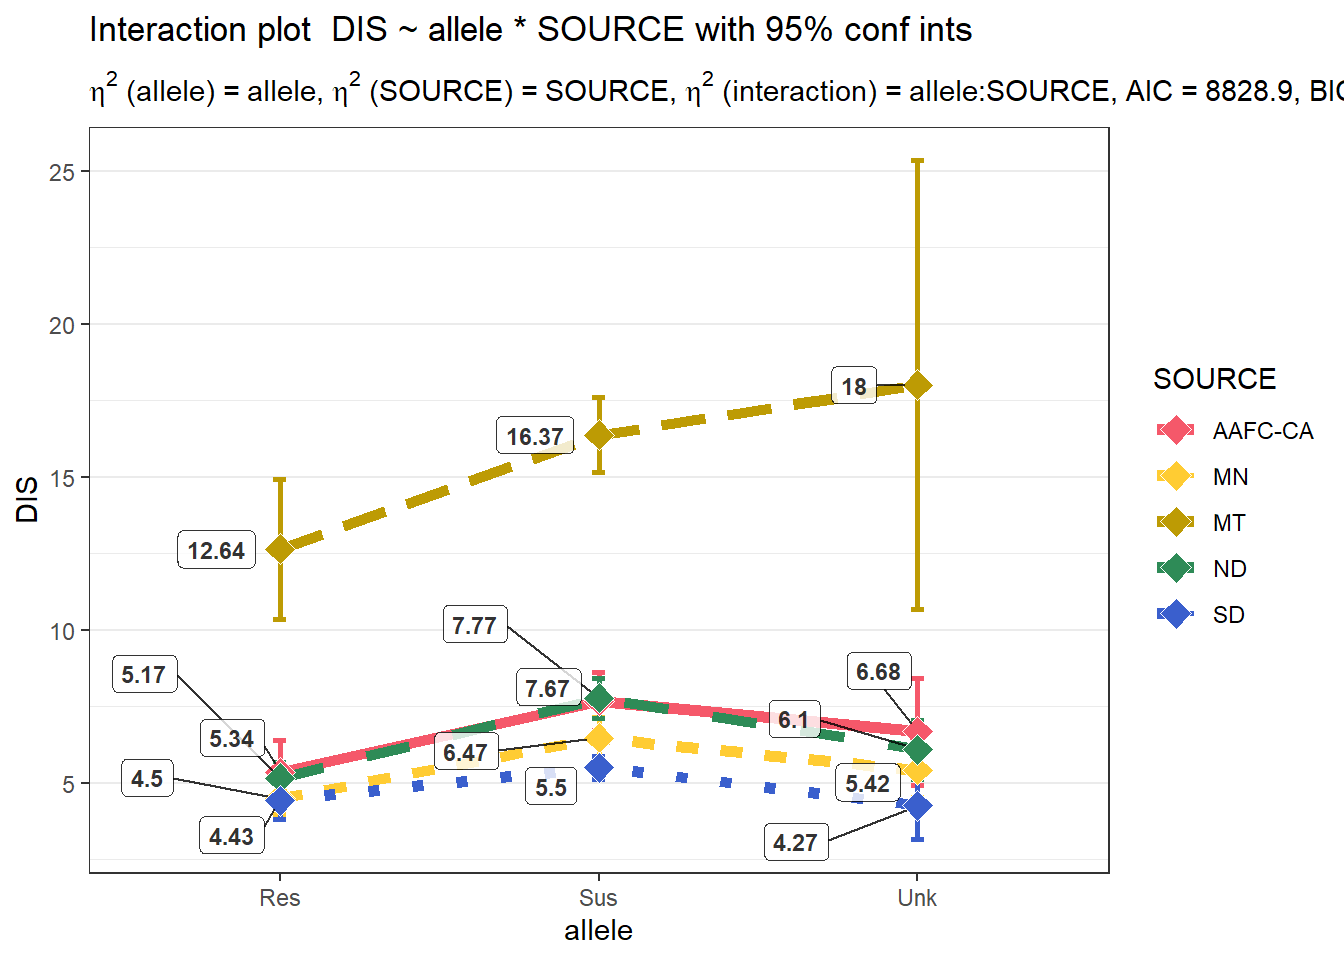 Interaction plot  DIS ~ allele * SOURCE with 95% conf ints
η² (allele) = allele, η² (SOURCE) = SOURCE, η² (interaction) = allele:SOURCE, AIC = 8828.9, BIC
25
20
15
10
5
DIS
18
16.37
12.64
7.77
5.17
6.68
7.67
6.1
5.34
6.47
4.5
5.42
5.5
4.43
4.27
Res
Sus
Unk
allele
SOURCE
AAFC-CA
MN
MT
ND
SD